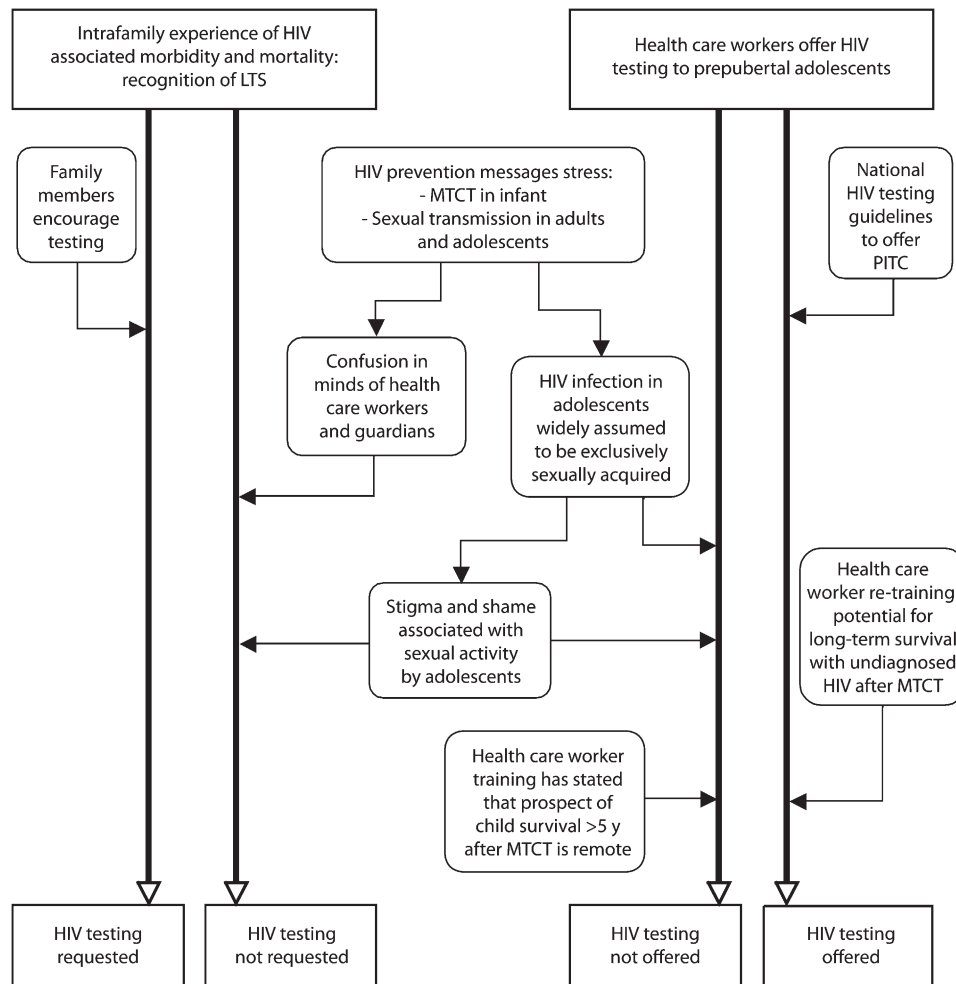 Intrafamily experience of HIV
associated morbidity and mortality:
recognition of LTS
Health care workers offer HIV
testing to prepubertal adolescents
Family
members
encourage
testing
HIV prevention messages stress:
- MTCT in infant
- Sexual transmission in adults
and adolescents
National
HIV testing
guidelines
to offer
PITC
Confusion in
minds of health
care workers
and guardians
HIV infection in
adolescents
widely assumed
to be exclusively
sexually acquired
Stigma and shame
associated with
sexual activity
by adolescents
Health care
worker re-training:
potential for
long-term survival
with undiagnosed
HIV after MTCT
Health care worker
training has stated
that prospect of
child survival >5 y
after MTCT is remote
HIV testing
requested
HIV testing
not requested
HIV testing
not offered
HIV testing
offered